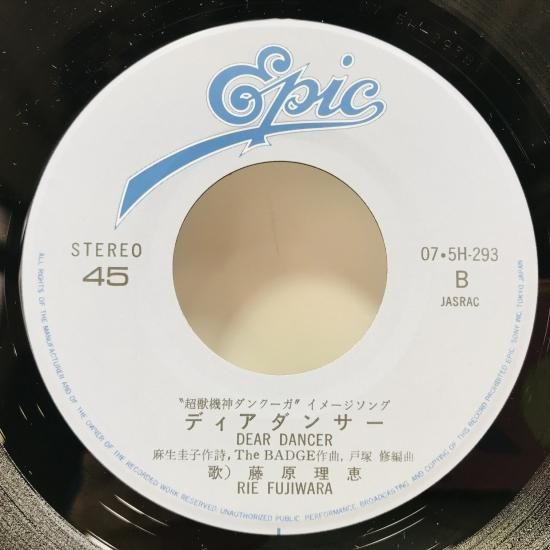 Epic
STEREO
45
07・5H-293
B
JASRAC
"超獣機神ダンクーガ" イメージソング
ディアダンサー
DEAR DANCER
麻生圭子作詩, The BADGE作曲, 戸塚 修編曲
歌) 藤原理恵
RIE FUJIWARA
ALL RIGHTS OF THE MANUFACTURER AND OF THE OWNER OF THE RECORDED WORK RESERVED UNAUTHORIZED PUBLIC PERFORMANCE, BROADCASTING AND COPYING OF THIS RECORD PROHIBITED EPIC SONY INC. TOKYO JAPAN